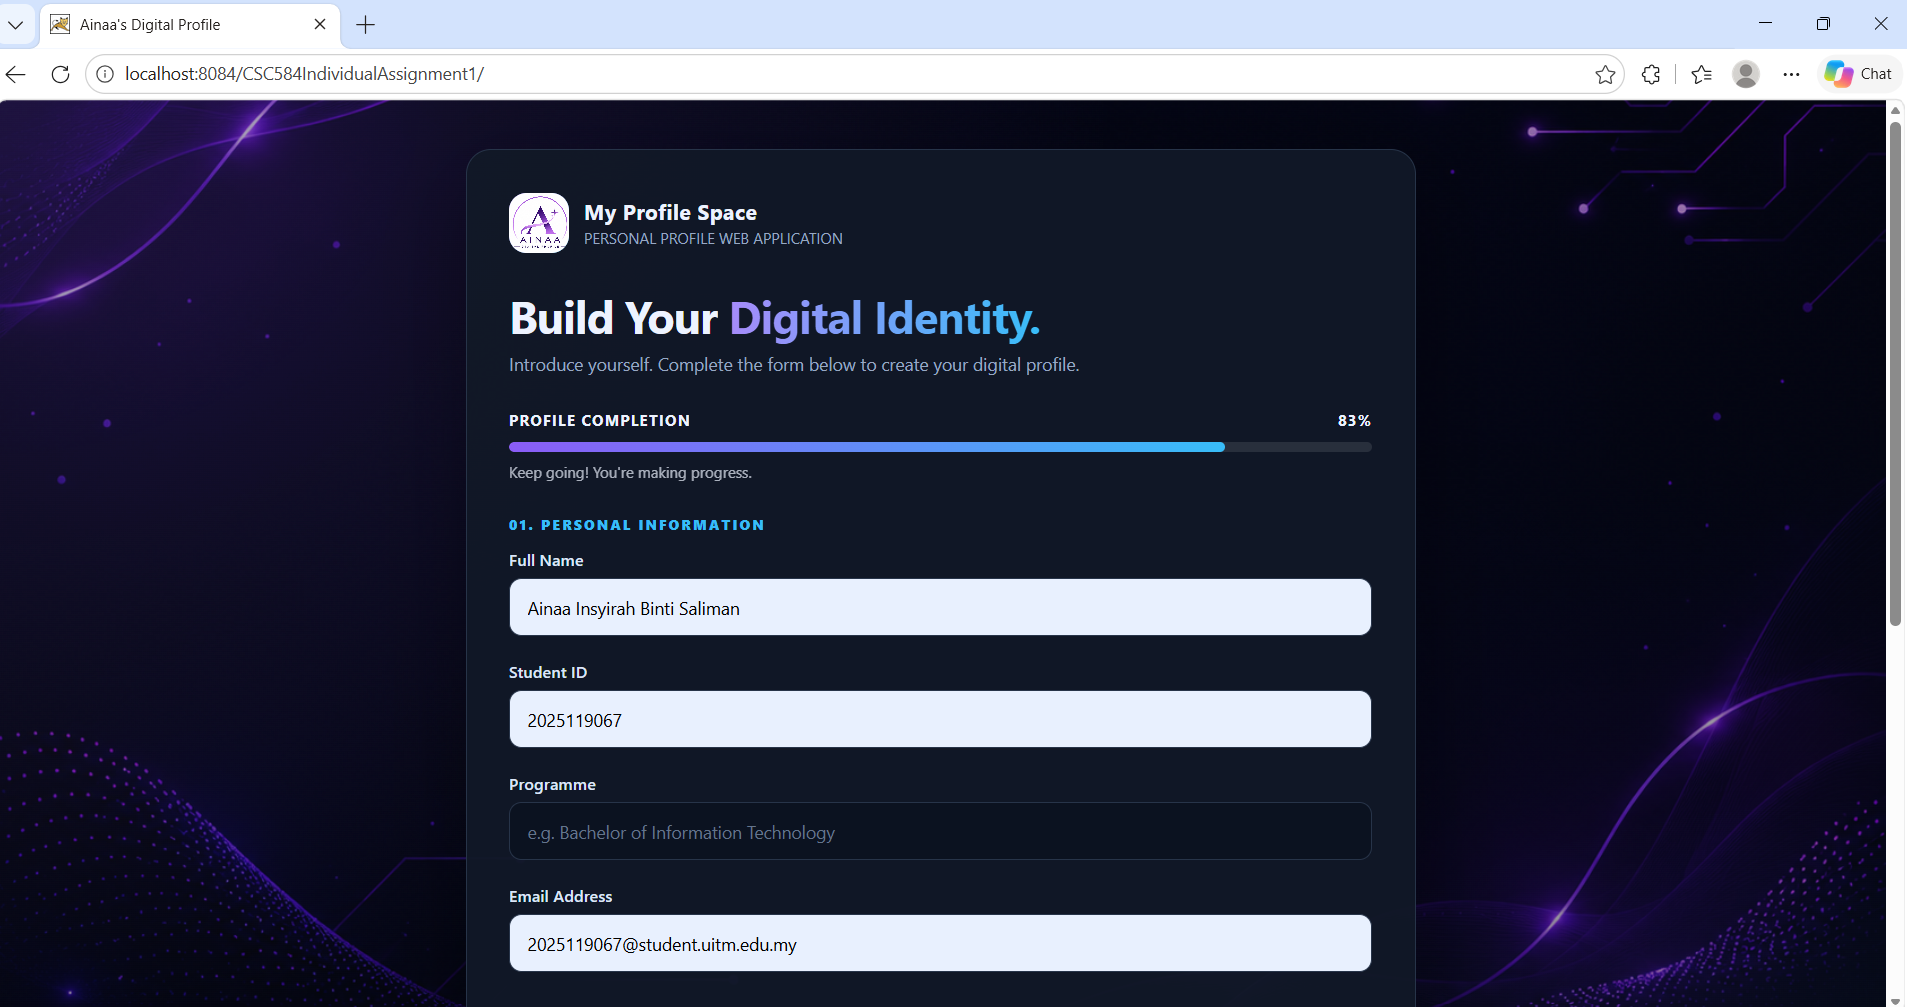 Ainaa's Digital Profile
localhost:8084/CSC584IndividualAssignment1/
Chat
AINAA
My Profile Space
PERSONAL PROFILE WEB APPLICATION
Build Your Digital Identity.
Introduce yourself. Complete the form below to create your digital profile.
PROFILE COMPLETION 83%
Keep going! You're making progress.
01. PERSONAL INFORMATION
Full Name
Ainaa Insyirah Binti Saliman
Student ID
2025119067
Programme
e.g. Bachelor of Information Technology
Email Address
2025119067@student.uitm.edu.my